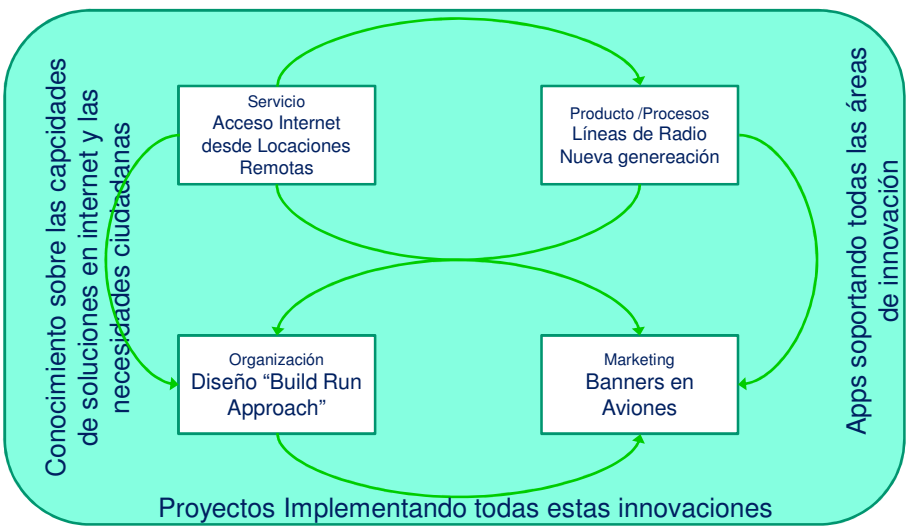 Conocimiento sobre las capcidades
de soluciones en internet y las
necesidades ciudadanas
Servicio
Acceso Internet
desde Locaciones
Remotas
Producto /Procesos
Líneas de Radio
Nueva genereación
Organización
Diseño “Build Run
Approach”
Marketing
Banners en
Aviones
Apps soportando todas las áreas
de innovación
Proyectos Implementando todas estas innovaciones